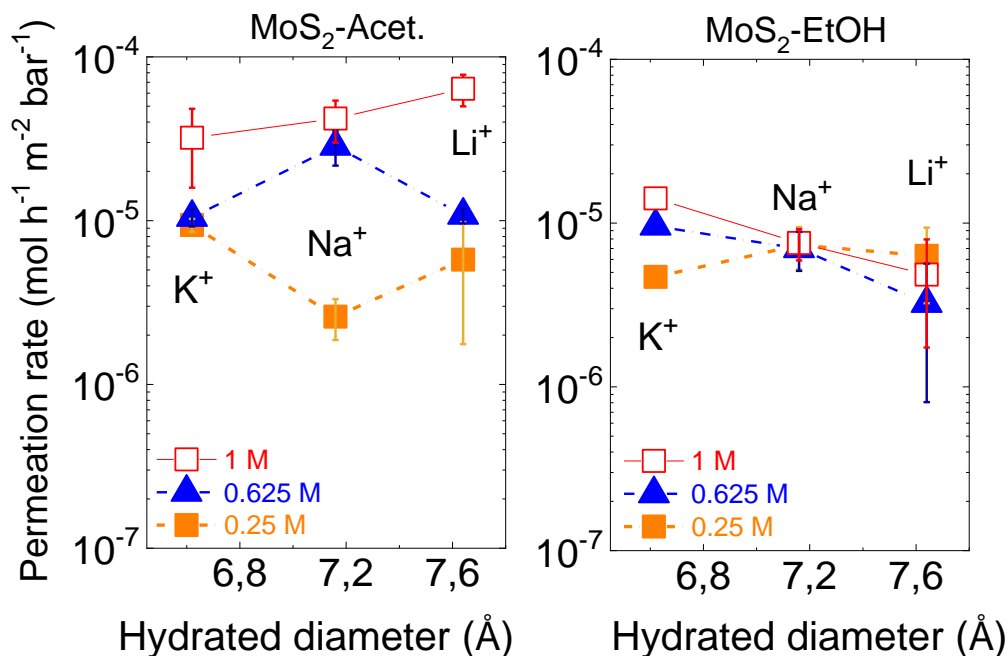 MoS2-Acet.
Permeation rate (mol h-1 m-2 bar-1)
10-4
10-5
10-6
10-7
Li+
Na+
K+
1 M
0.625 M
0.25 M
6,8 7,2 7,6
Hydrated diameter (Å)
MoS2-EtOH
10-4
10-5
10-6
10-7
Li+
Na+
K+
1 M
0.625 M
0.25 M
6,8 7,2 7,6
Hydrated diameter (Å)